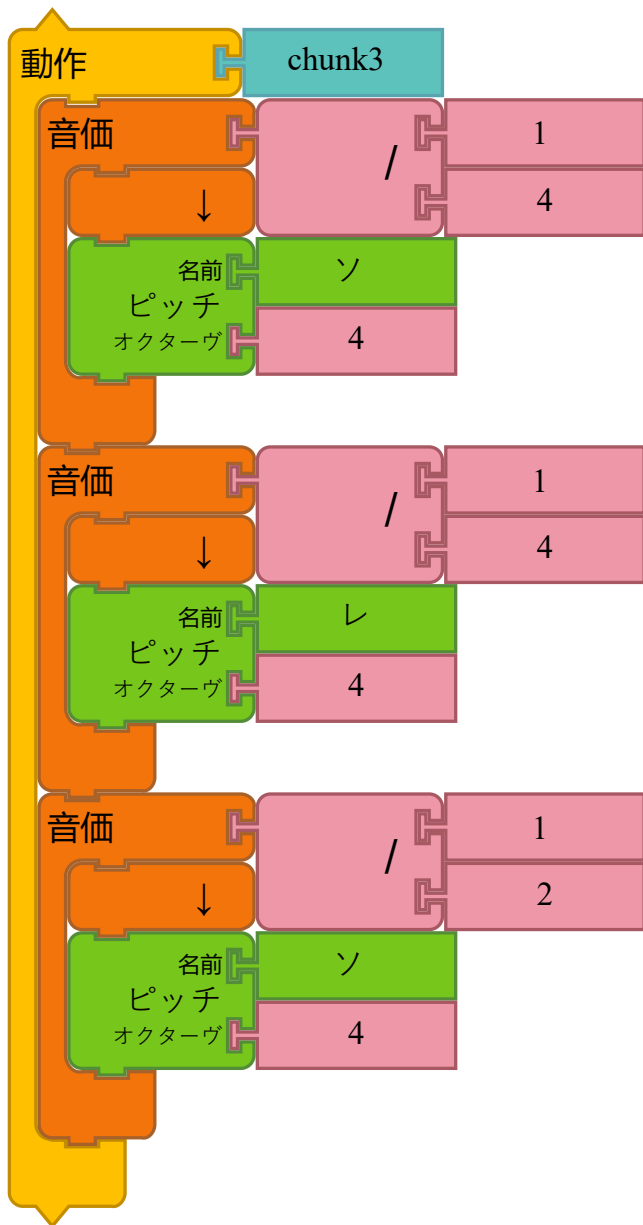 動作 chunk3
音価 / 1
4
↓
名前 ソ
ピッチ
オクターヴ 4
音価 / 1
4
↓
名前 レ
ピッチ
オクターヴ 4
音価 / 1
2
↓
名前 ソ
ピッチ
オクターヴ 4